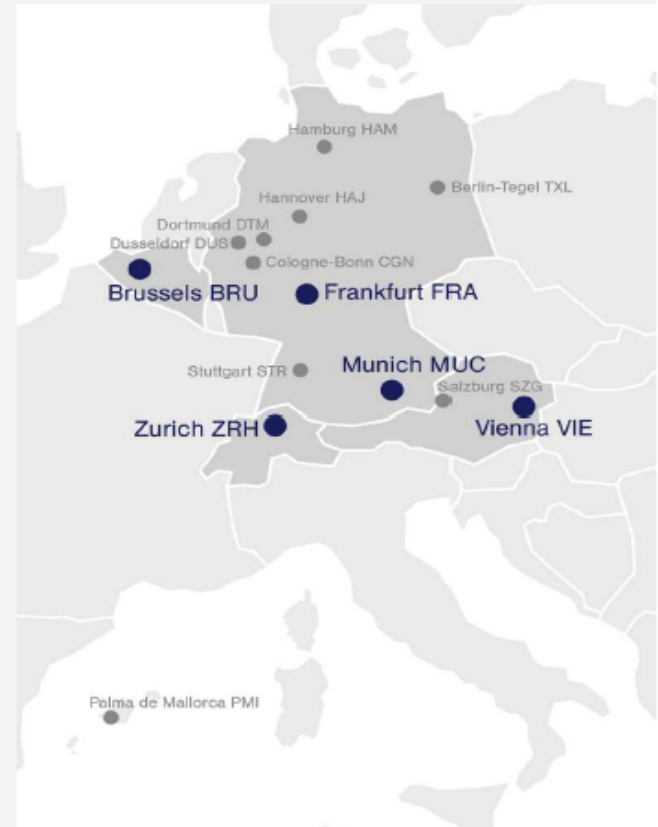 Hamburg HAM
Berlin-Tegel TXL
Hannover HAJ
Dortmund DTM
Dusseldorf DUS
Cologne-Bonn CGN
Brussels BRU
Frankfurt FRA
Munich MUC
Stuttgart STR
Salzburg SZG
Zurich ZRH
Vienna VIE
Palma de Mallorca PMI